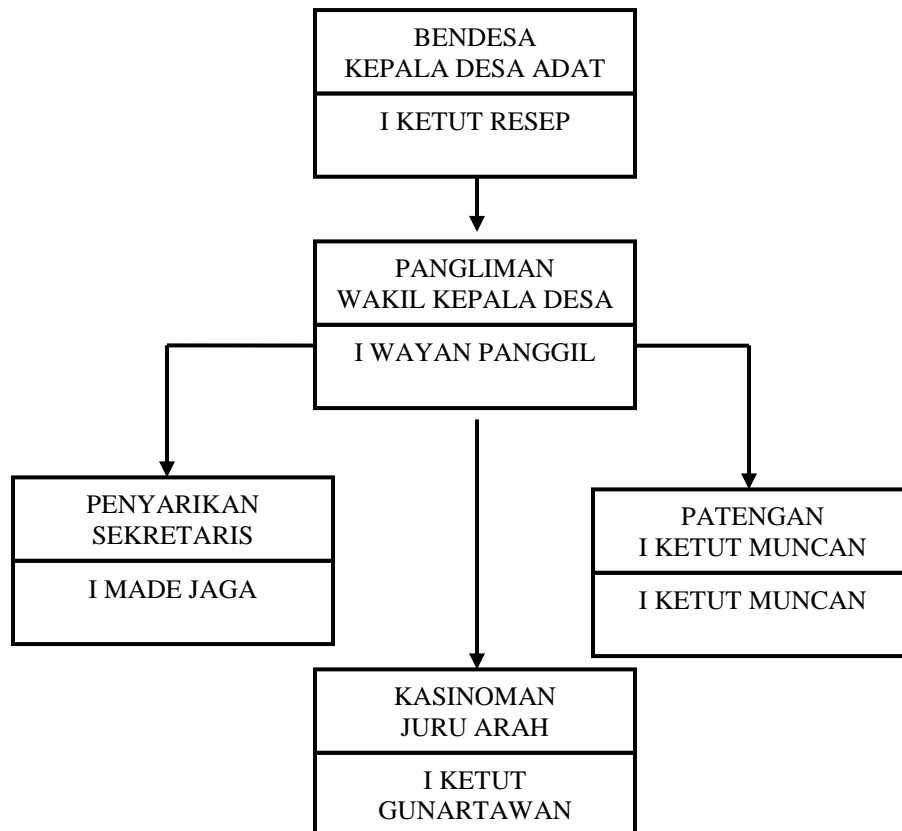 BENDESA
KEPALA DESA ADAT
I KETUT RESEP
PANGLIMAN
WAKIL KEPALA DESA
I WAYAN PANGGIL
PENYARIKAN
SEKRETARIS
I MADE JAGA
PATENGAN
I KETUT MUNCAN
I KETUT MUNCAN
KASINOMAN
JURU ARAH
I KETUT
GUNARTAWAN